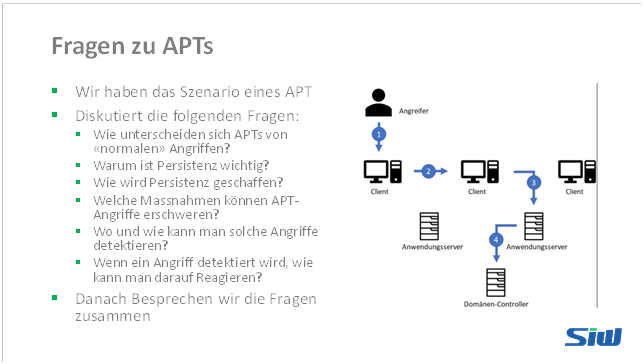 Fragen zu APTs
Wir haben das Szenario eines APT
Diskutiert die folgenden Fragen:
Wie unterscheiden sich APTs von
«normalen» Angriffen?
Warum ist Persistenz wichtig?
Wie wird Persistenz geschaffen?
Welche Massnahmen können APT-
Angriffe erschweren?
Wo und wie kann man solche Angriffe
detektieren?
Wenn ein Angriff detektiert wird, wie
kann man darauf Reagieren?
Danach Besprechen wir die Fragen
zusammen
Angreifer
1
2
3
Client
Client
Client
4
Anwendungsserver
Anwendungsserver
Domänen-Controller
SIW